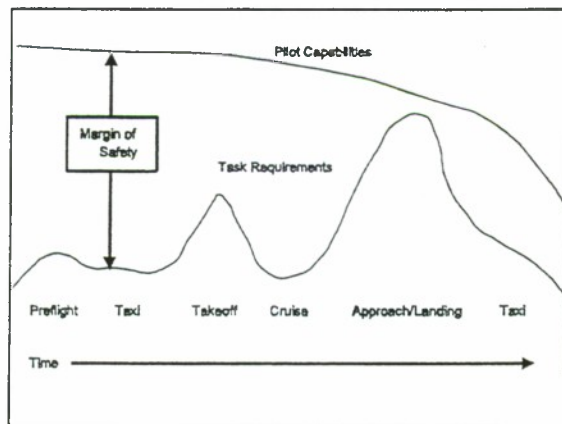 Pilot Capabilities
Margin of
Safety
Task Requirements
Preflight Taxi Takeoff Cruise Approach/Landing Taxi
Time